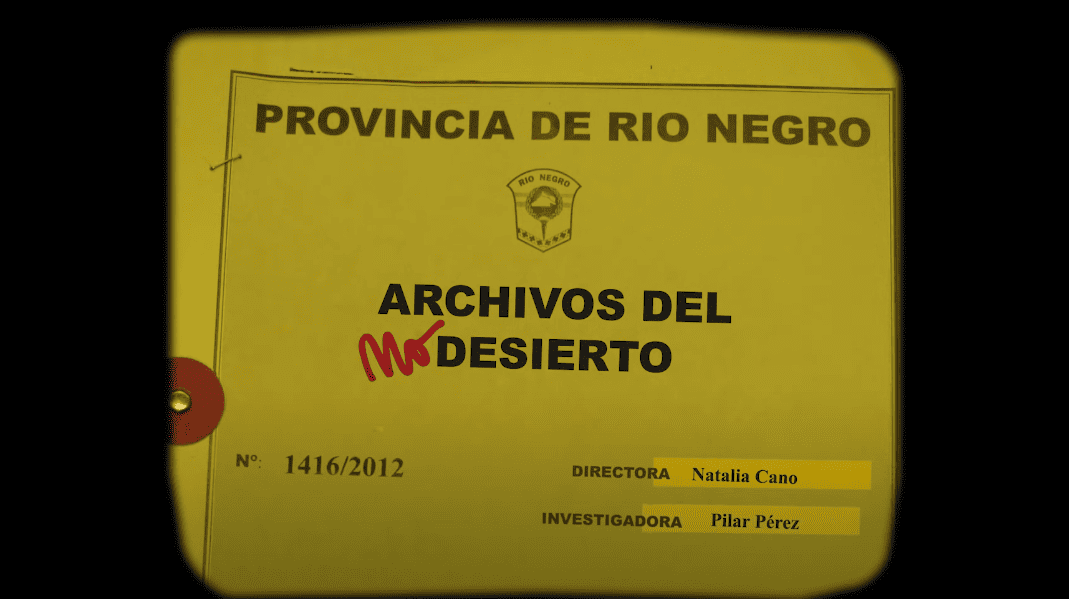 PROVINCIA DE RIO NEGRO
RIO NEGRO
ARCHIVOS DEL
no DESIERTO
Nº: 1416/2012
DIRECTORA Natalia Cano
INVESTIGADORA Pilar Pérez